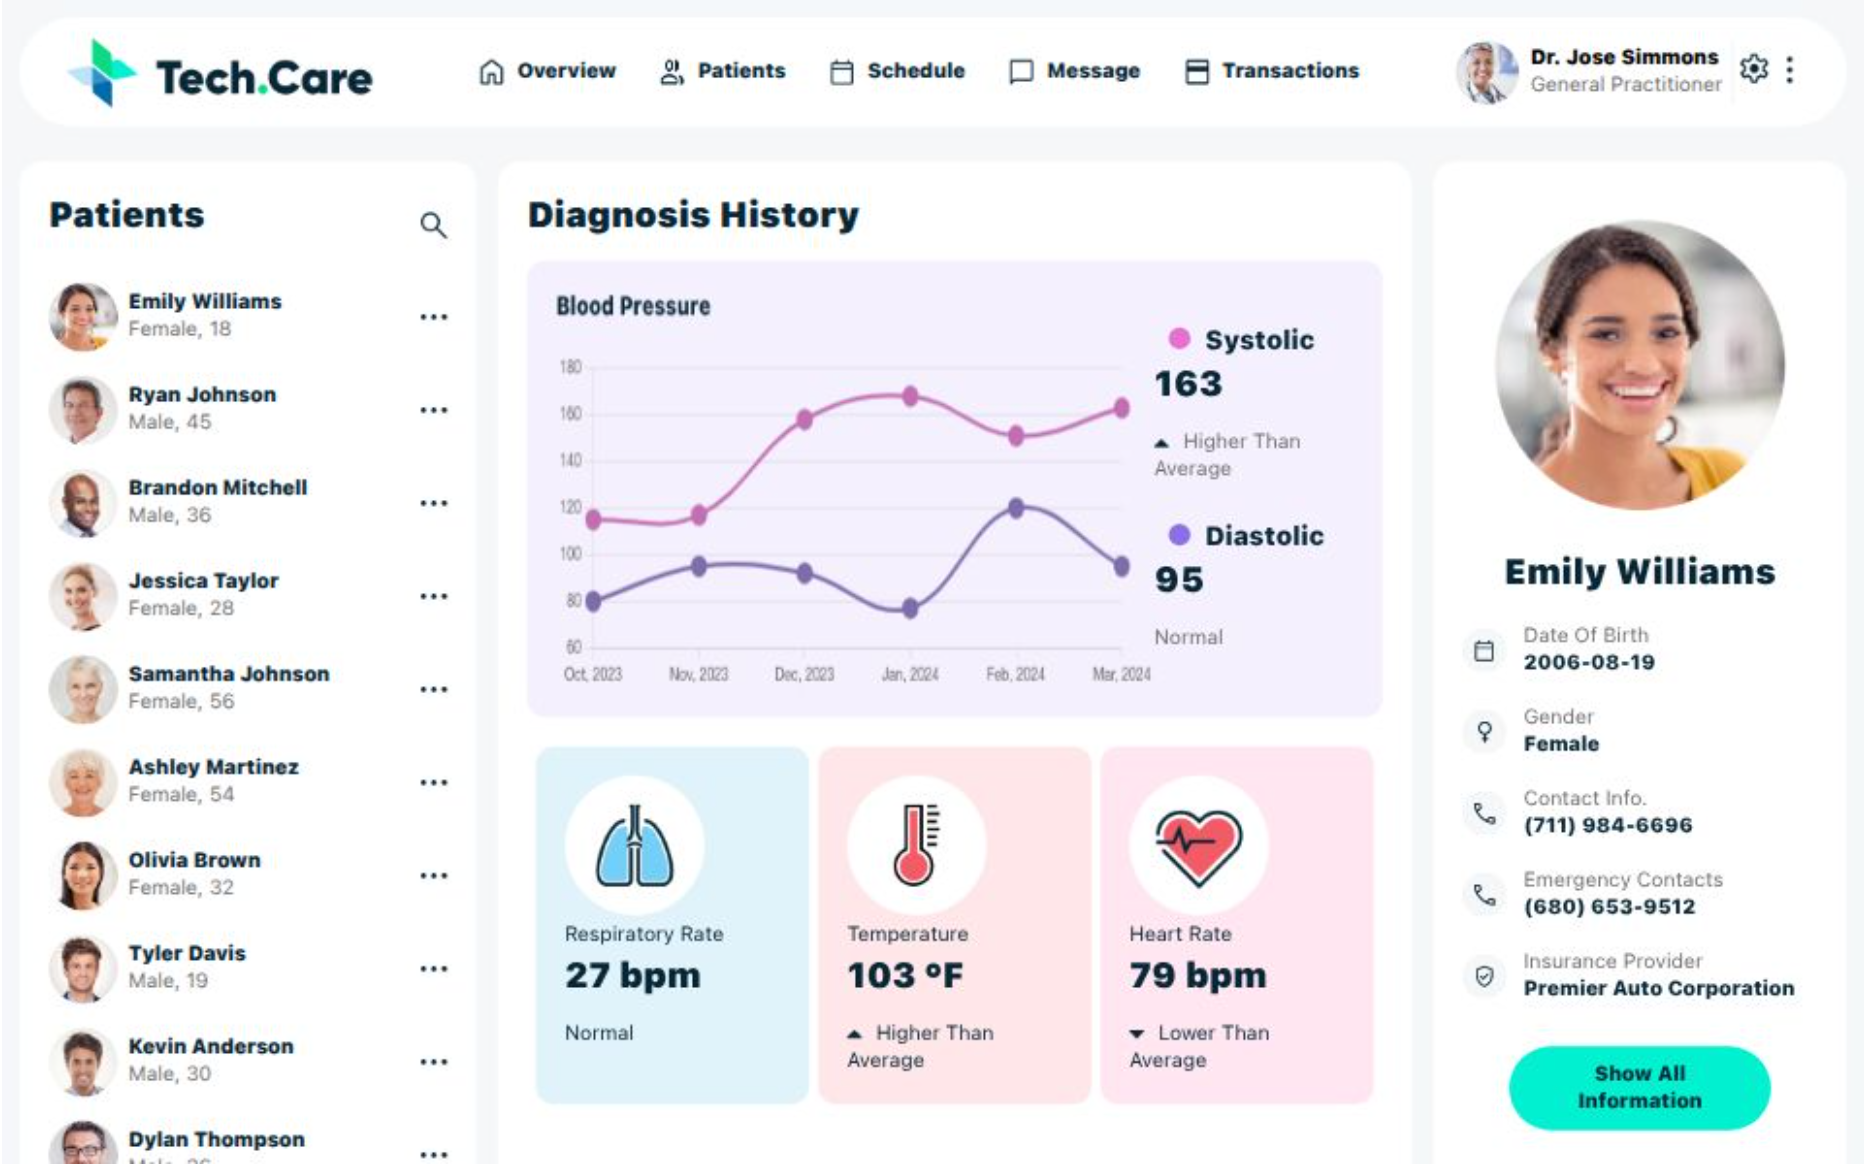 Tech.Care
Overview
Patients
Schedule
Message
Transactions
Dr. Jose Simmons
General Practitioner
Patients
Emily Williams
Female, 18
Ryan Johnson
Male, 45
Brandon Mitchell
Male, 36
Jessica Taylor
Female, 28
Samantha Johnson
Female, 56
Ashley Martinez
Female, 54
Olivia Brown
Female, 32
Tyler Davis
Male, 19
Kevin Anderson
Male, 30
Dylan Thompson
Diagnosis History
Blood Pressure
180
160
140
120
100
80
60
Oct, 2023 Nov, 2023 Dec, 2023 Jan, 2024 Feb, 2024 Mar, 2024
Systolic
163
Higher Than
Average
Diastolic
95
Normal
Respiratory Rate
27 bpm
Normal
Temperature
103 °F
Higher Than
Average
Heart Rate
79 bpm
Lower Than
Average
Emily Williams
Date Of Birth
2006-08-19
Gender
Female
Contact Info.
(711) 984-6696
Emergency Contacts
(680) 653-9512
Insurance Provider
Premier Auto Corporation
Show All
Information